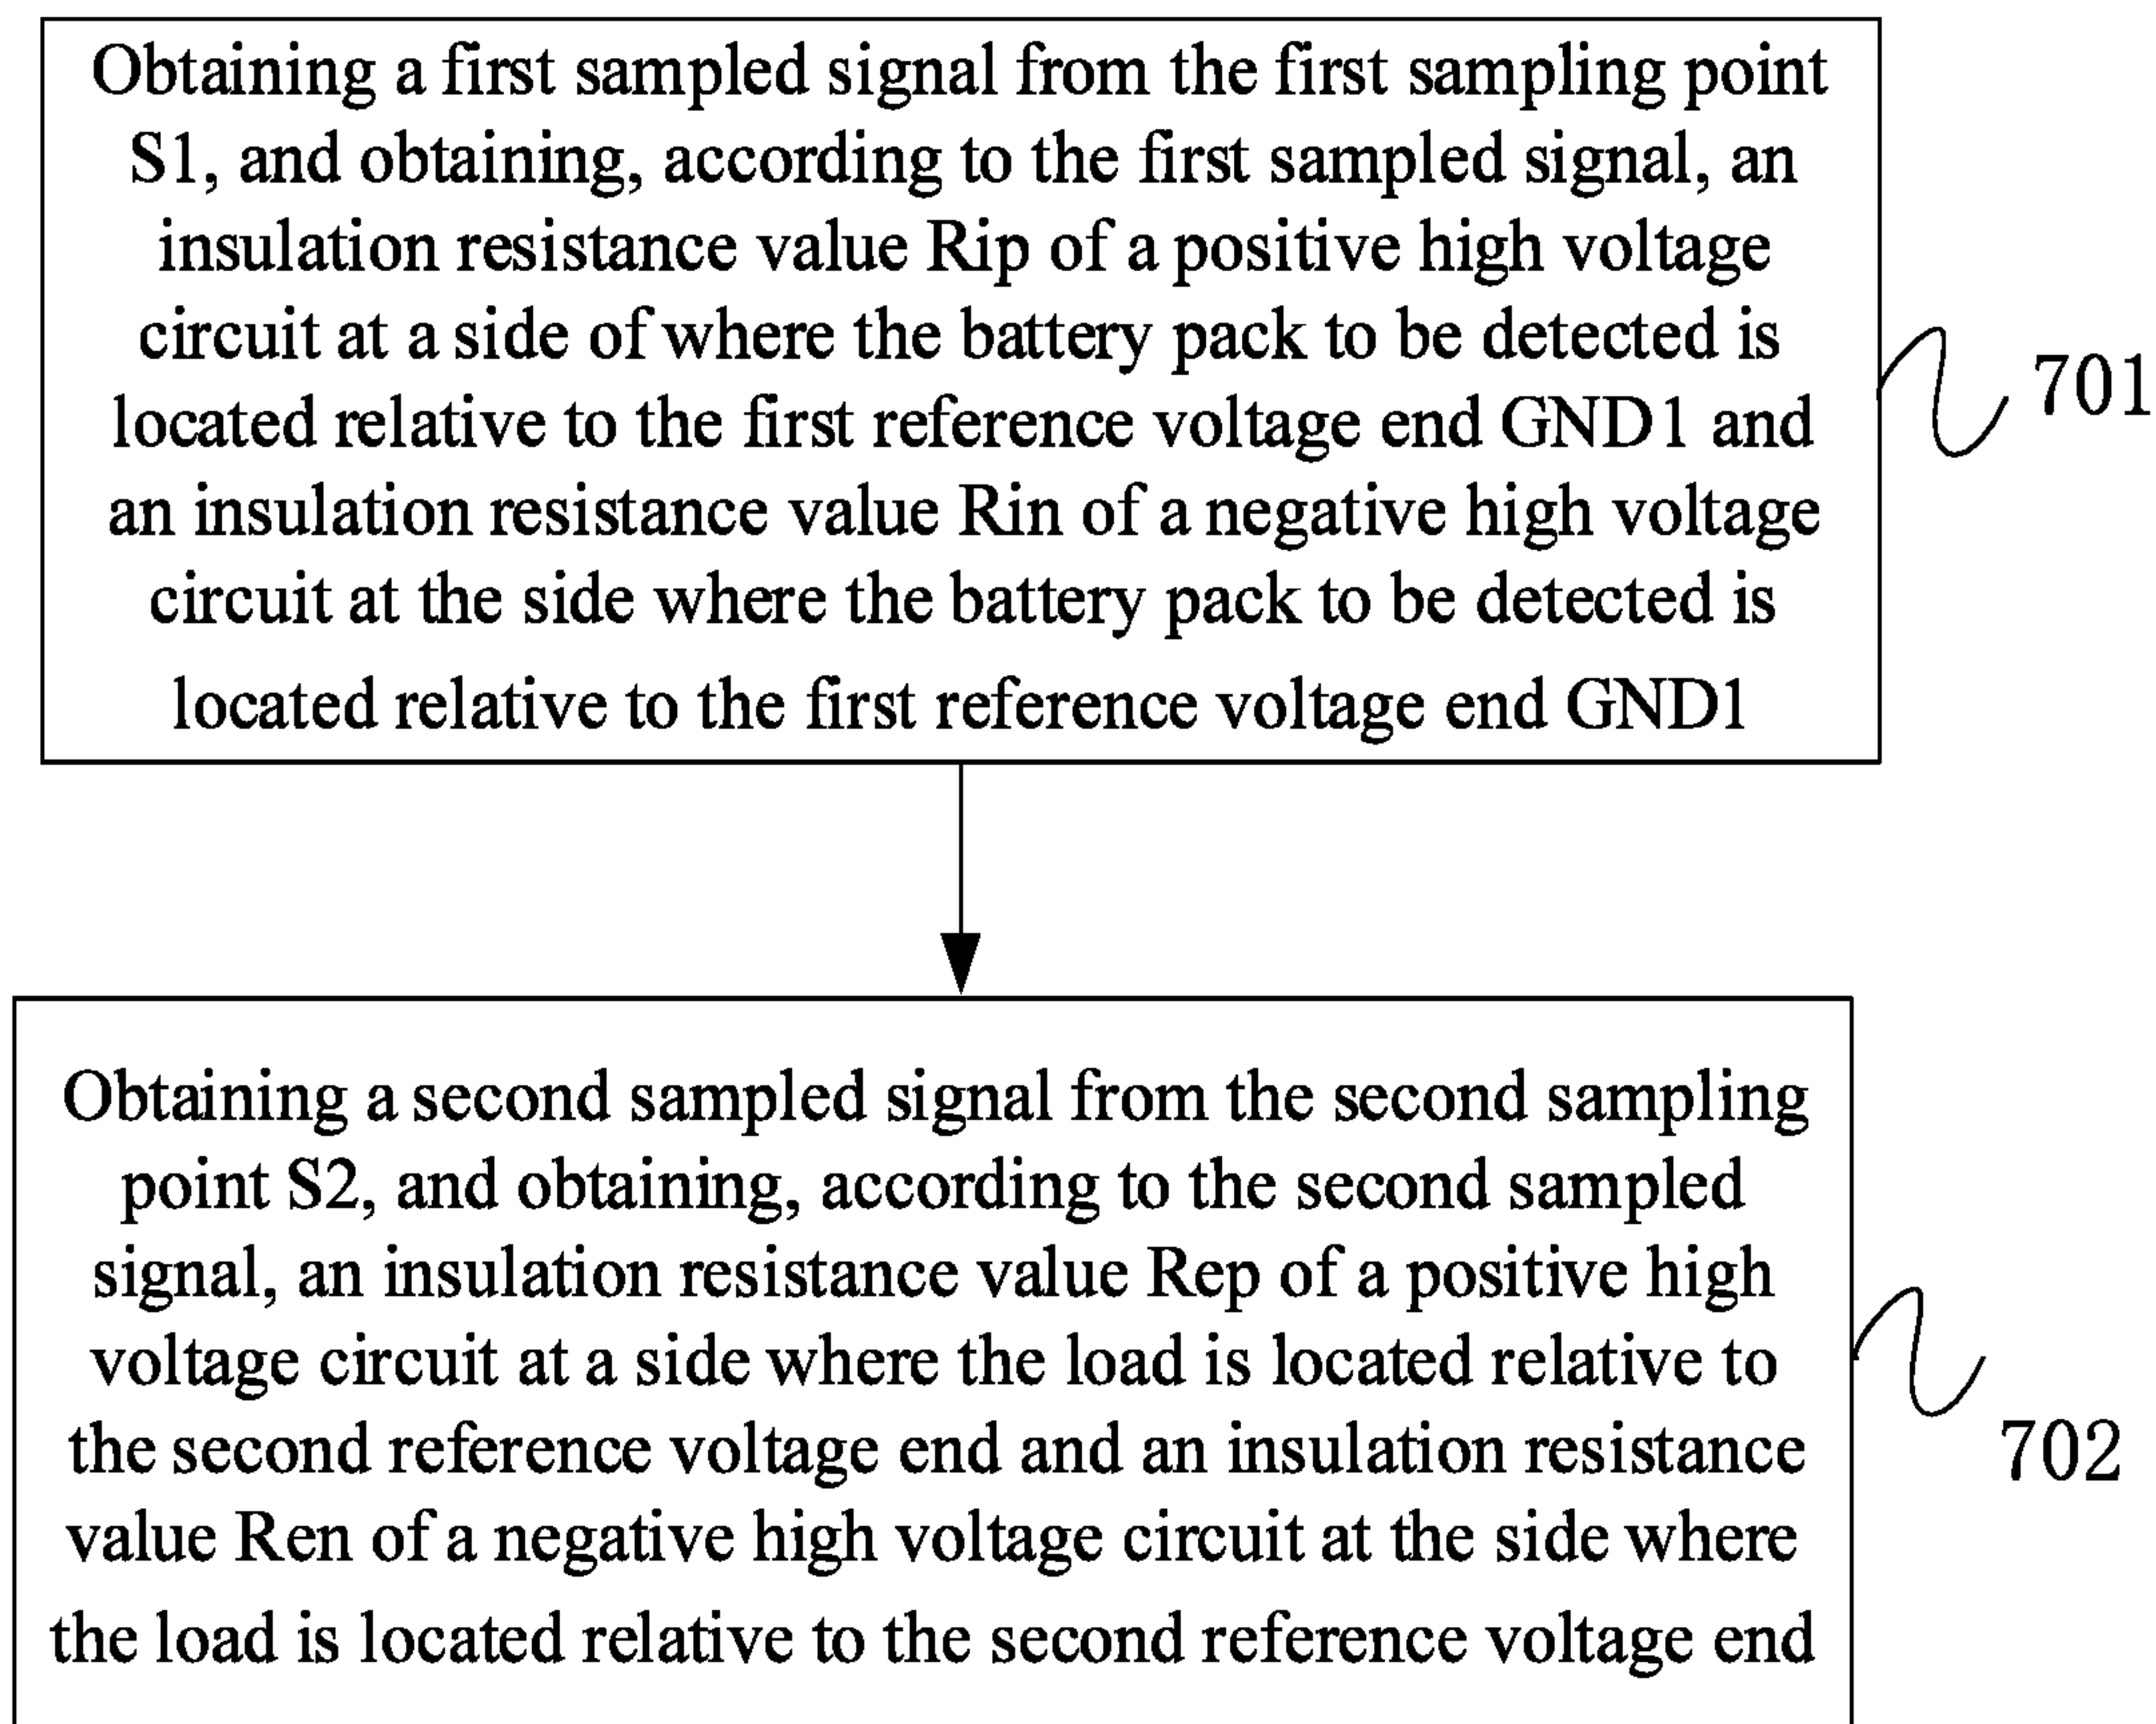 Obtaining a first sampled signal from the first sampling point
S1, and obtaining, according to the first sampled signal, an
insulation resistance value Rip of a positive high voltage
circuit at a side of where the battery pack to be detected is
located relative to the first reference voltage end GND1 and
an insulation resistance value Rin of a negative high voltage
circuit at the side where the battery pack to be detected is
located relative to the first reference voltage end GND1
701
Obtaining a second sampled signal from the second sampling
point S2, and obtaining, according to the second sampled
signal, an insulation resistance value Rep of a positive high
voltage circuit at a side where the load is located relative to
the second reference voltage end and an insulation resistance
value Ren of a negative high voltage circuit at the side where
the load is located relative to the second reference voltage end
702